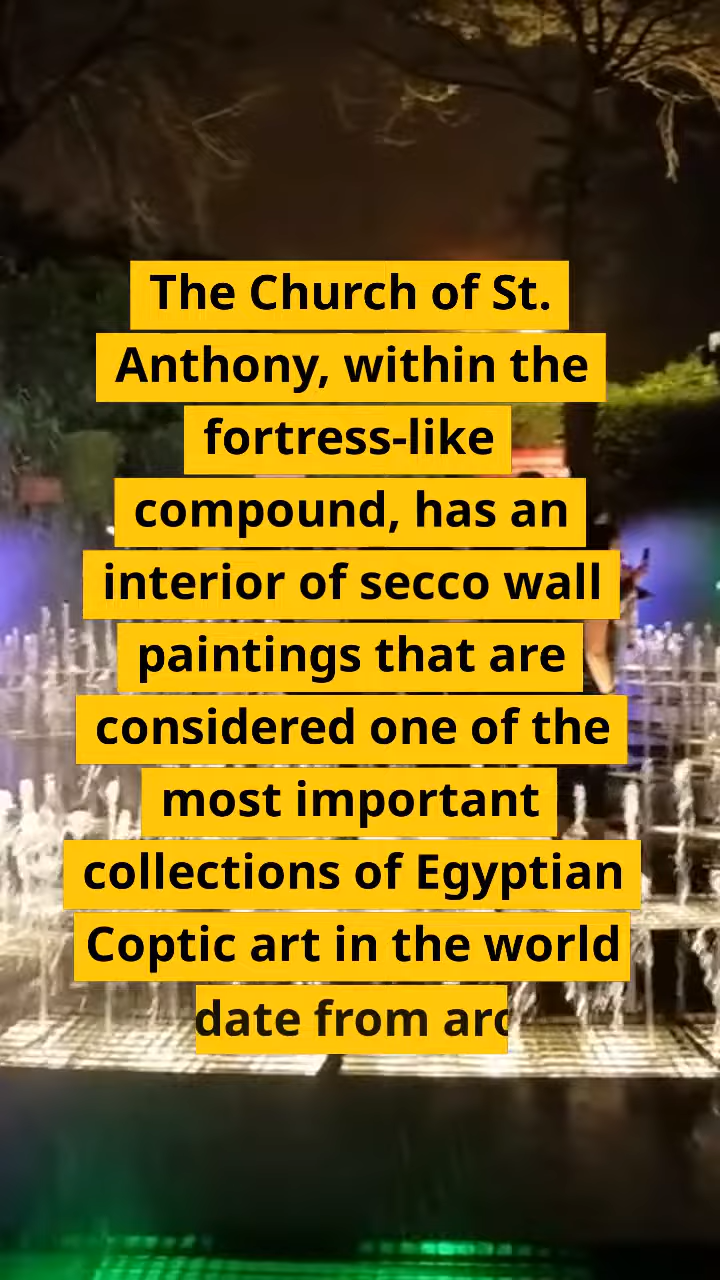 The Church of St.
Anthony, within the
fortress-like
compound, has an
interior of secco wall
paintings that are
considered one of the
most important
collections of Egyptian
Coptic art in the world
date from